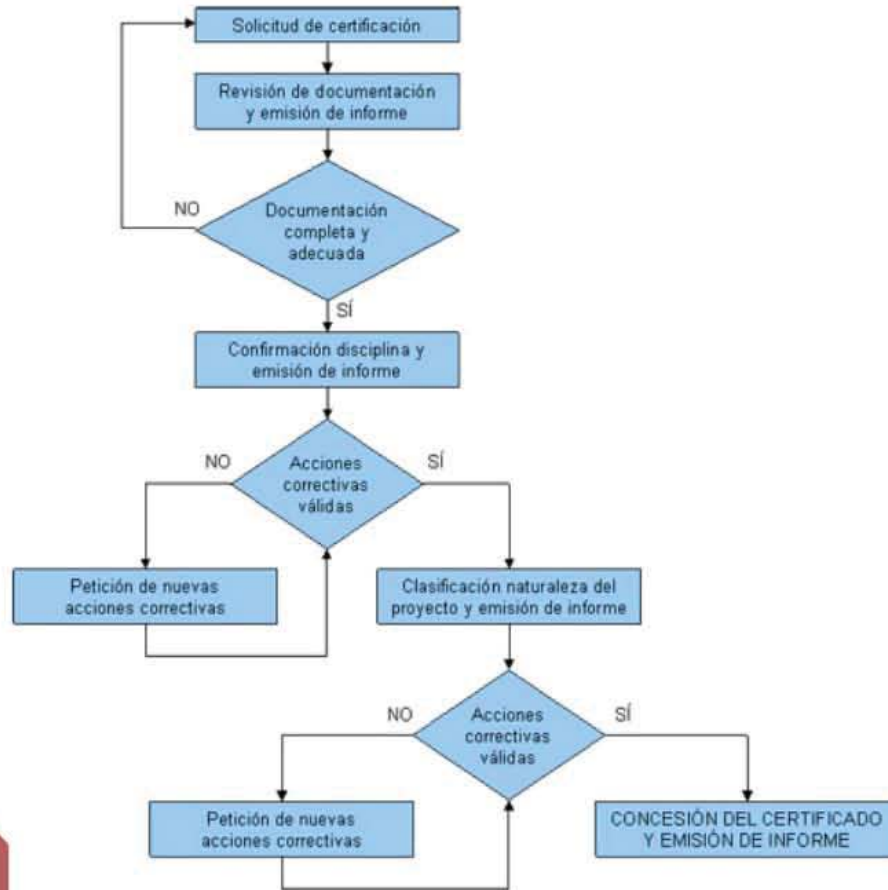 Solicitud de certificación
Revisión de documentación
y emisión de informe
NO
Documentación
completa y
adecuada
SÍ
Confirmación disciplina y
emisión de informe
NO
Acciones
correctivas
válidas
SÍ
Petición de nuevas
acciones correctivas
Clasificación naturaleza del
proyecto y emisión de informe
NO
Acciones
correctivas
válidas
SÍ
Petición de nuevas
acciones correctivas
CONCESIÓN DEL CERTIFICADO
Y EMISIÓN DE INFORME